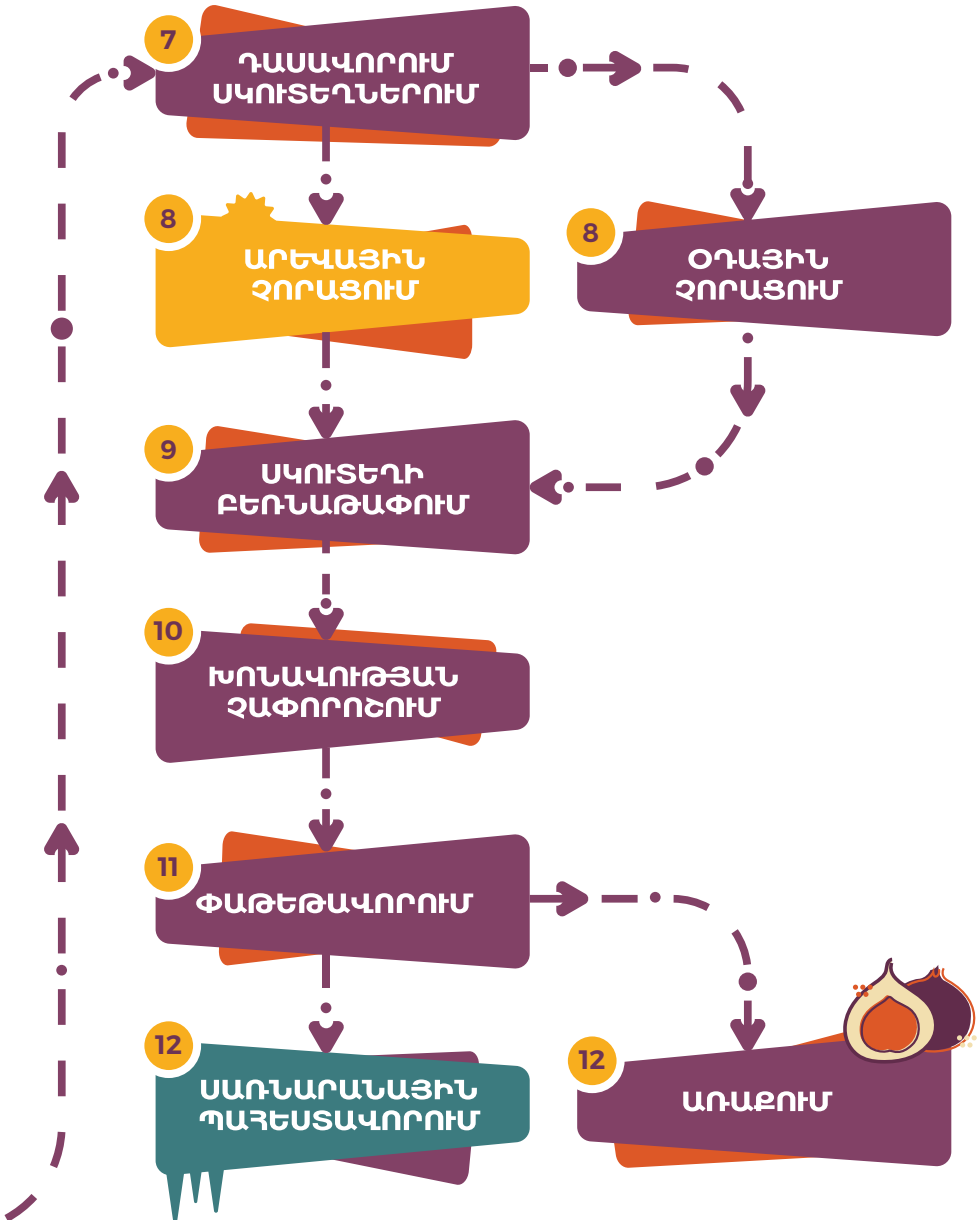 7
ԴԱՍԱՎՈՐՈՒՄ
ՍԿՈՒՏԵՂՆԵՐՈՒՄ
8
ԱՐԵՎԱՅԻՆ
ՉՈՐԱՑՈՒՄ
8
ՕԴԱՅԻՆ
ՉՈՐԱՑՈՒՄ
9
ՍԿՈՒՏԵՂԻ
ԲԵՌՆԱԹԱՓՈՒՄ
10
ԽՈՆԱՎՈՒԹՅԱՆ
ՉԱՓՈՐՈՇՈՒՄ
11
ՓԱԹԵԹԱՎՈՐՈՒՄ
12
ՍԱՌՆԱՐԱՆԱՅԻՆ
ՊԱՀԵՍՏԱՎՈՐՈՒՄ
12
ԱՌԱՔՈՒՄ